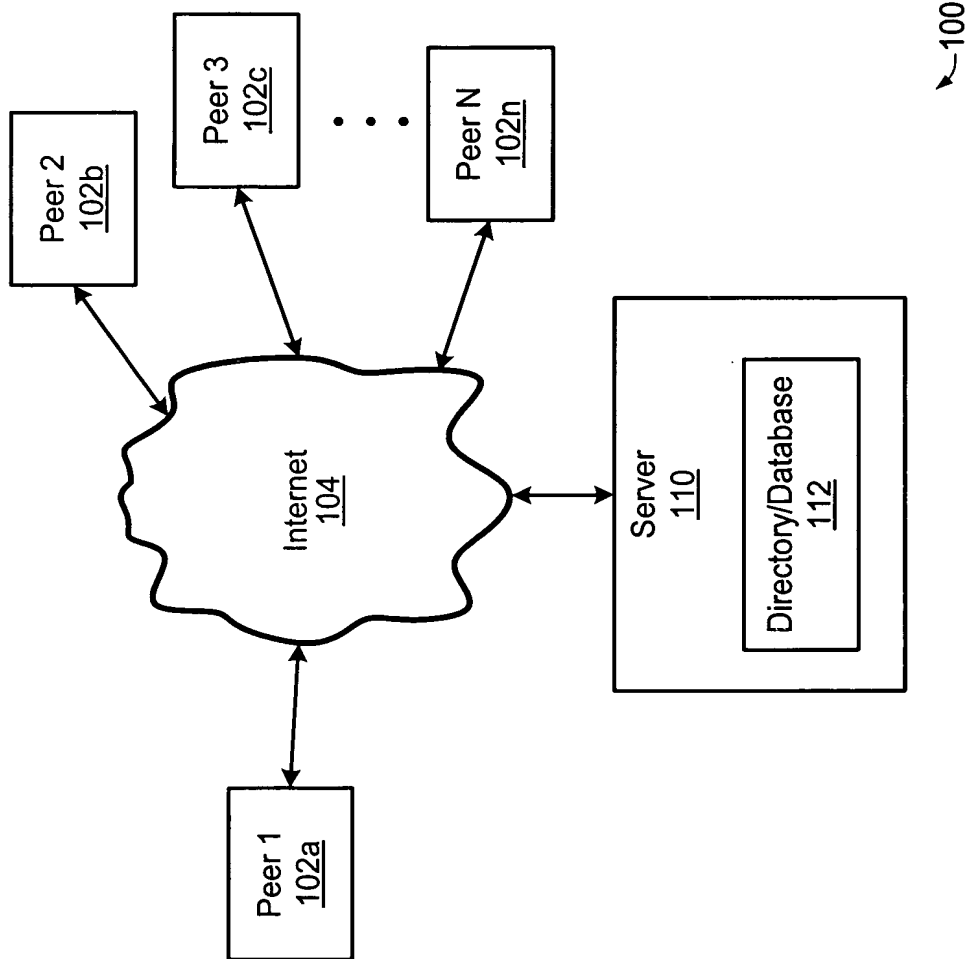 Peer 1
102a
Internet
104
Peer 2
102b
Peer 3
102c
Peer N
102n
Server
110
Directory/Database
112
100